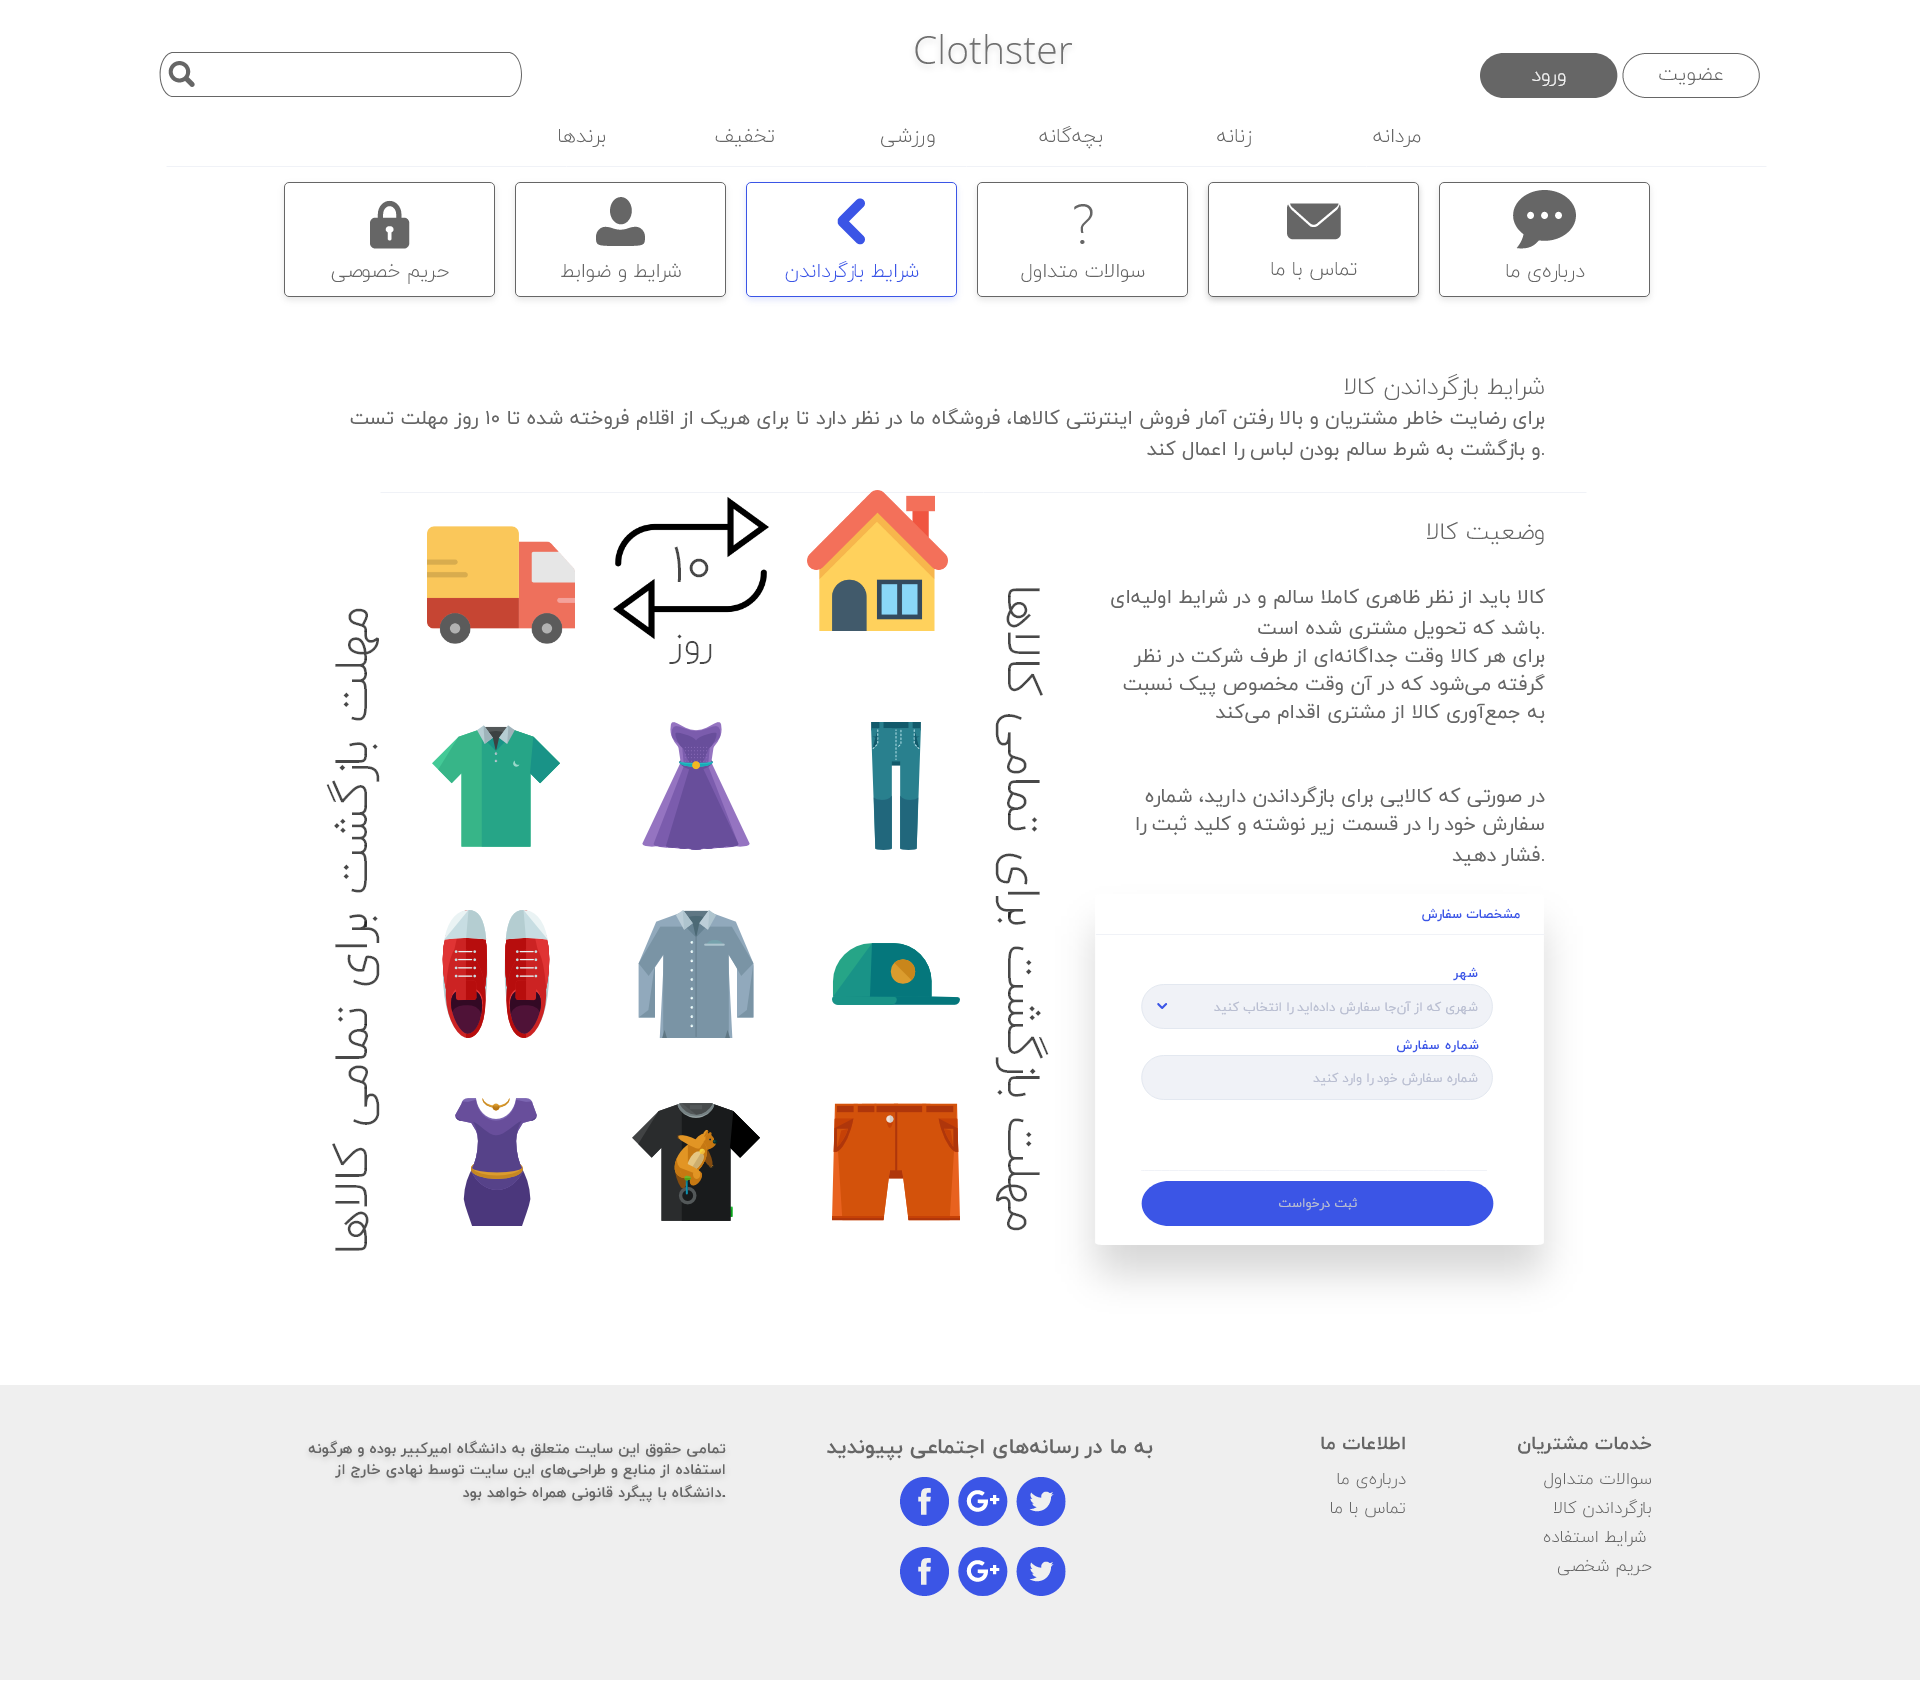 Clothster
عضویت
ورود
مردانه
زنانه
بچه‌گانه
ورزشی
تخفیف
برندها
درباره‌ی ما
تماس با ما
سوالات متداول
شرایط بازگرداندن
شرایط و ضوابط
حریم خصوصی
شرایط بازگرداندن کالا
برای رضایت خاطر مشتریان و بالا رفتن آمار فروش اینترنتی کالاها، فروشگاه ما در نظر دارد تا برای هریک از اقلام فروخته شده تا ۱۰ روز مهلت تست
.و بازگشت به شرط سالم بودن لباس را اعمال کند
وضعیت کالا
کالا باید از نظر ظاهری کاملا سالم و در شرایط اولیه‌ای
.باشد که تحویل مشتری شده است
برای هر کالا وقت جداگانه‌ای از طرف شرکت در نظر
گرفته می‌شود که در آن وقت مخصوص پیک نسبت
به جمع‌آوری کالا از مشتری اقدام می‌کند
در صورتی که کالایی برای بازگرداندن دارید، شماره
سفارش خود را در قسمت زیر نوشته و کلید ثبت را
.فشار دهید
مشخصات سفارش
شهر
شهری که از آن‌جا سفارش داده‌اید را انتخاب کنید
شماره سفارش
شماره سفارش خود را وارد کنید
ثبت درخواست
مهلت بازگشت برای تمامی کالاها
۱۰
روز
مهلت بازگشت برای تمامی کالاها
خدمات مشتریان
سوالات متداول
بازگرداندن کالا
شرایط استفاده
حریم شخصی
اطلاعات ما
درباره‌ی ما
تماس با ما
به ما در رسانه‌های اجتماعی بپیوندید
تمامی حقوق این سایت متعلق به دانشگاه امیرکبیر بوده و هرگونه
استفاده از منابع و طراحی‌های این سایت توسط نهادی خارج از
.دانشگاه با پیگرد قانونی همراه خواهد بود